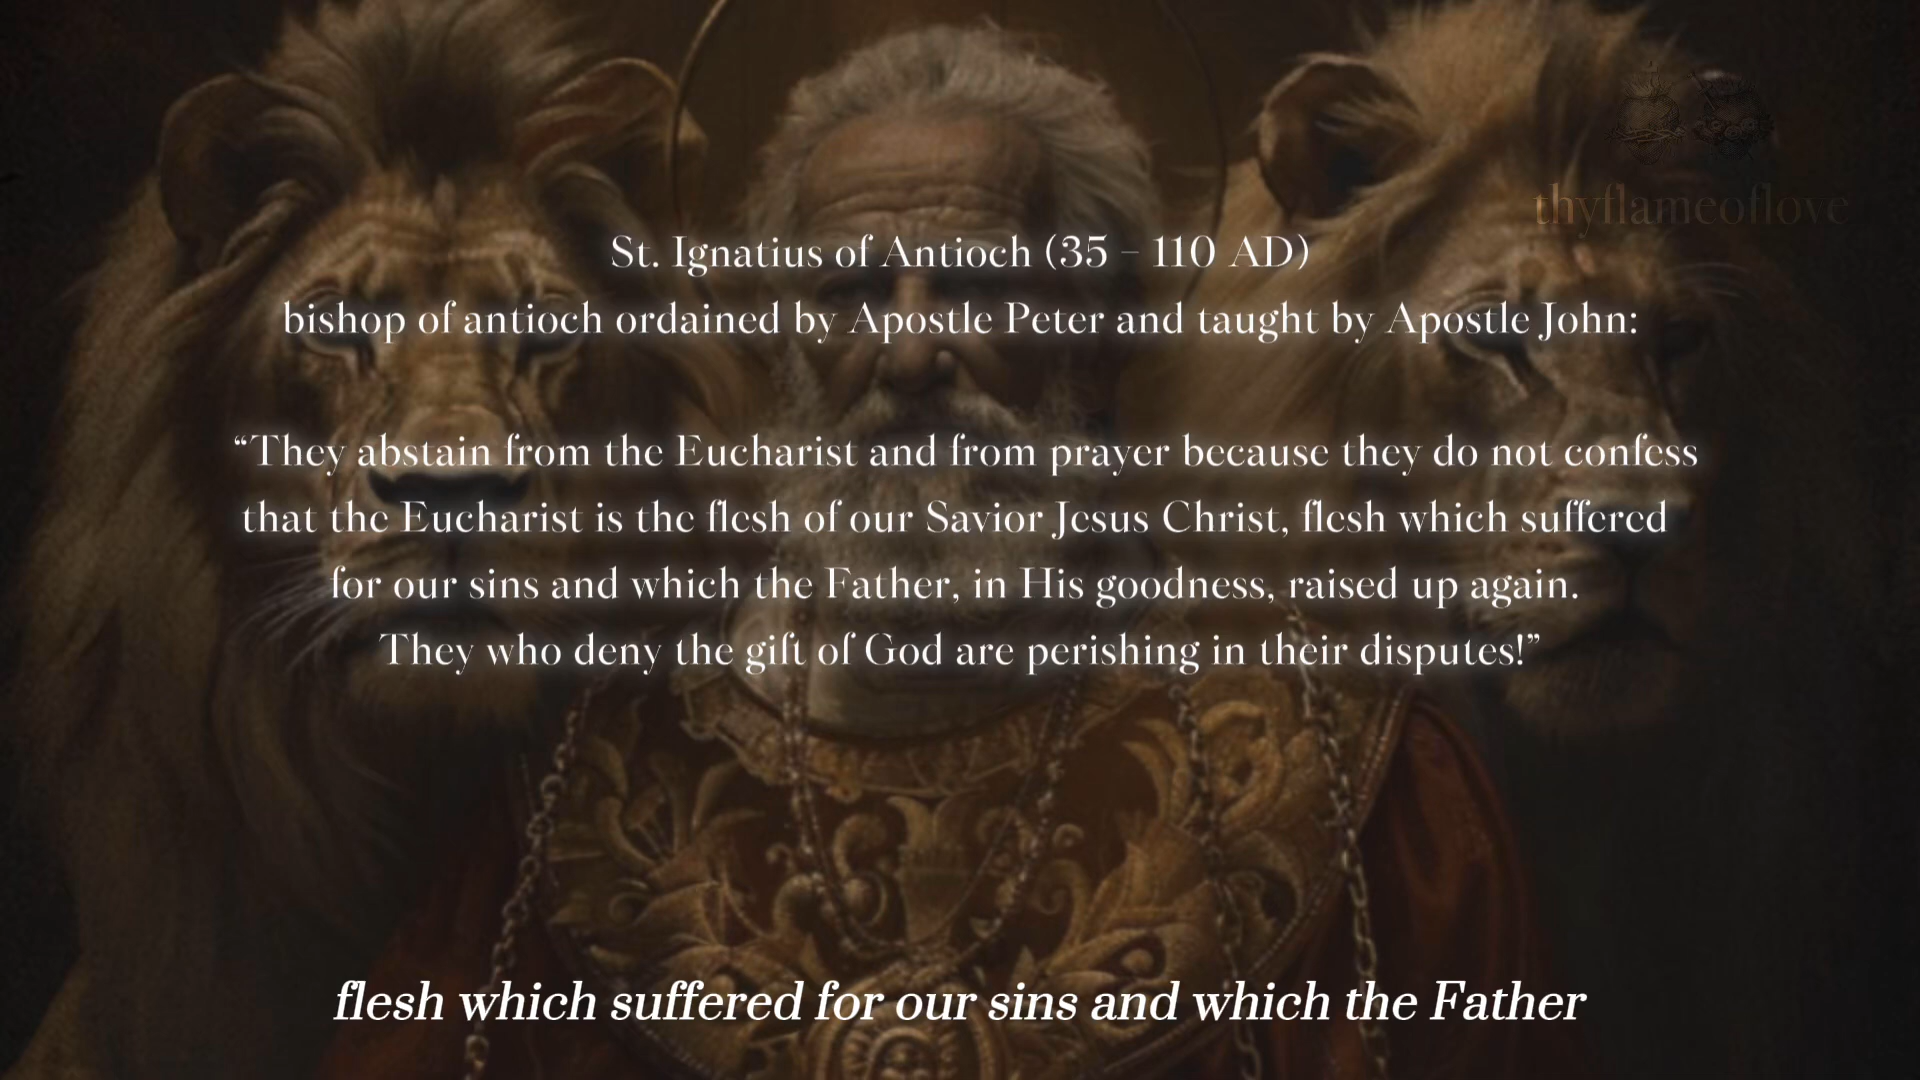 thyflameoflove
St. Ignatius of Antioch (35 – 110 AD)
bishop of antioch ordained by Apostle Peter and taught by Apostle John:
“They abstain from the Eucharist and from prayer because they do not confess
that the Eucharist is the flesh of our Savior Jesus Christ, flesh which suffered
for our sins and which the Father, in His goodness, raised up again.
They who deny the gift of God are perishing in their disputes!”
flesh which suffered for our sins and which the Father